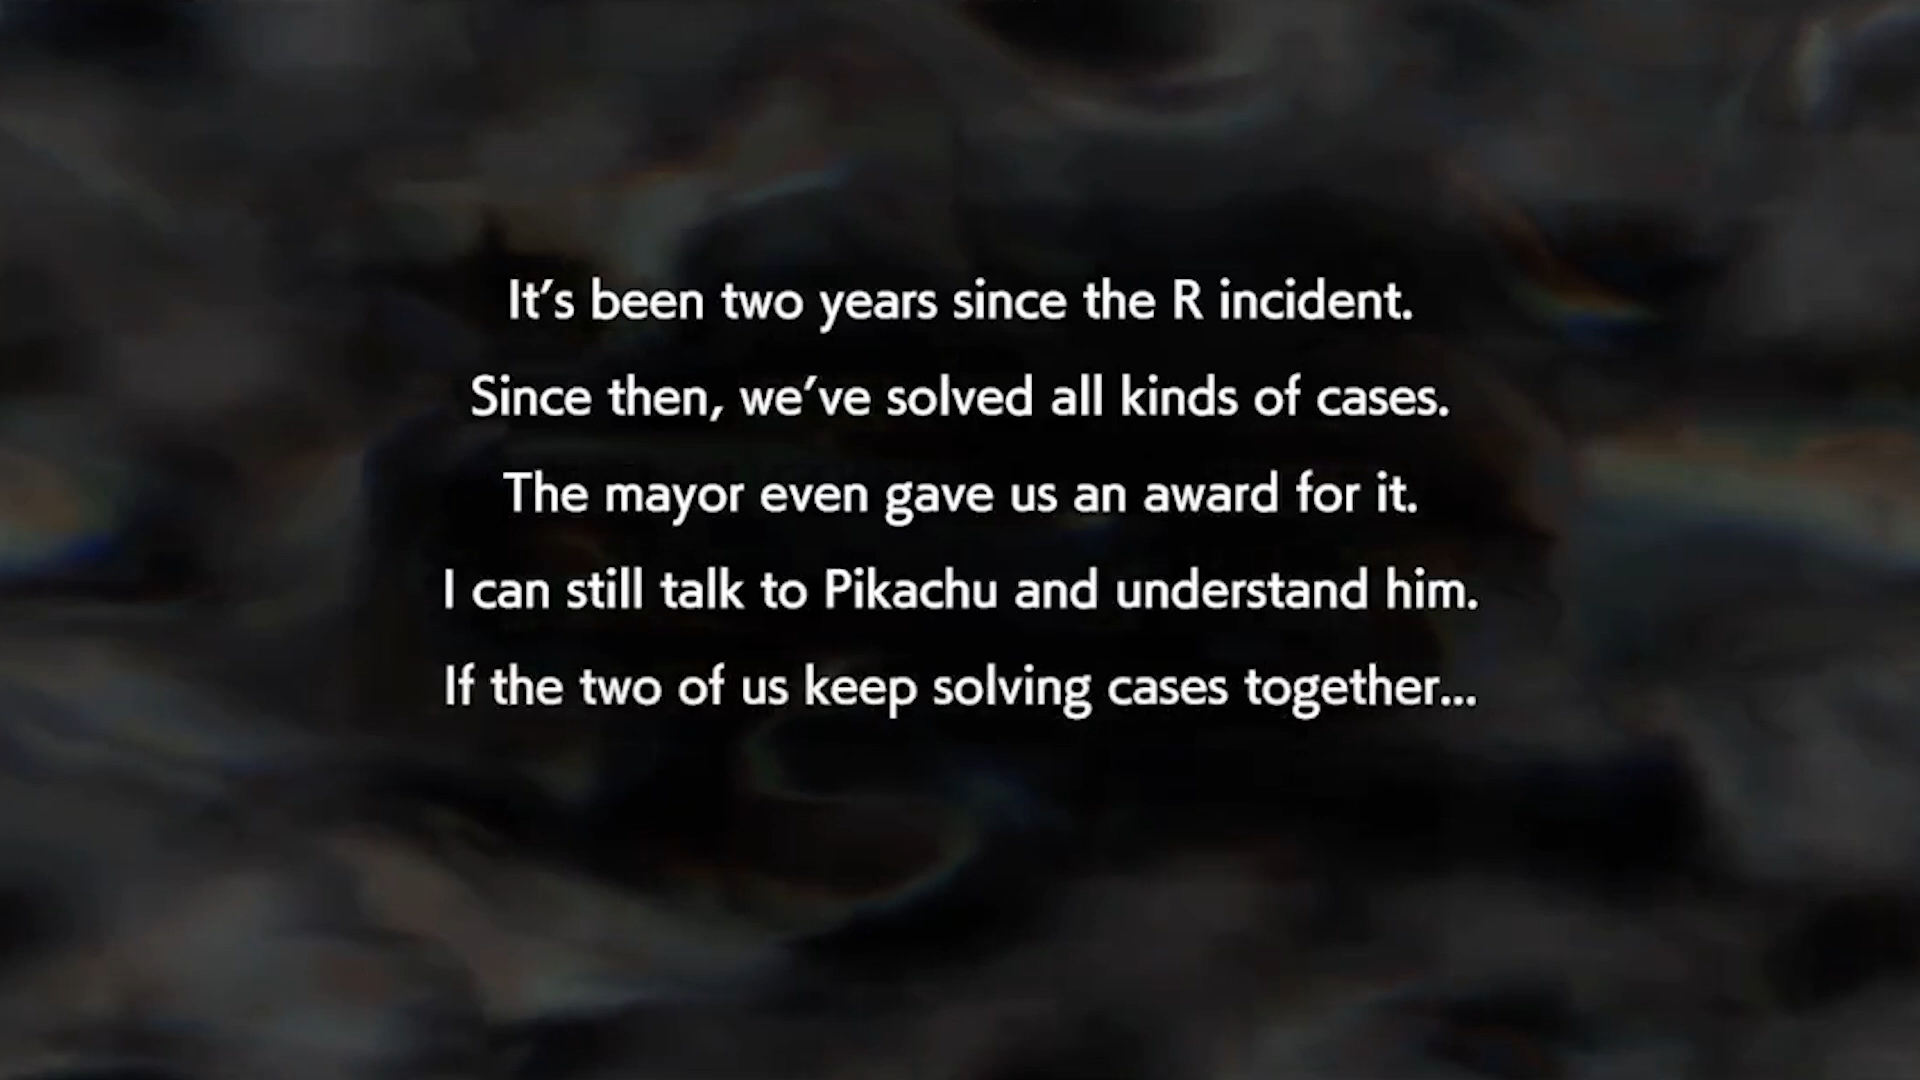 It’s been two years since the R incident.
Since then, we’ve solved all kinds of cases.
The mayor even gave us an award for it.
I can still talk to Pikachu and understand him.
If the two of us keep solving cases together...